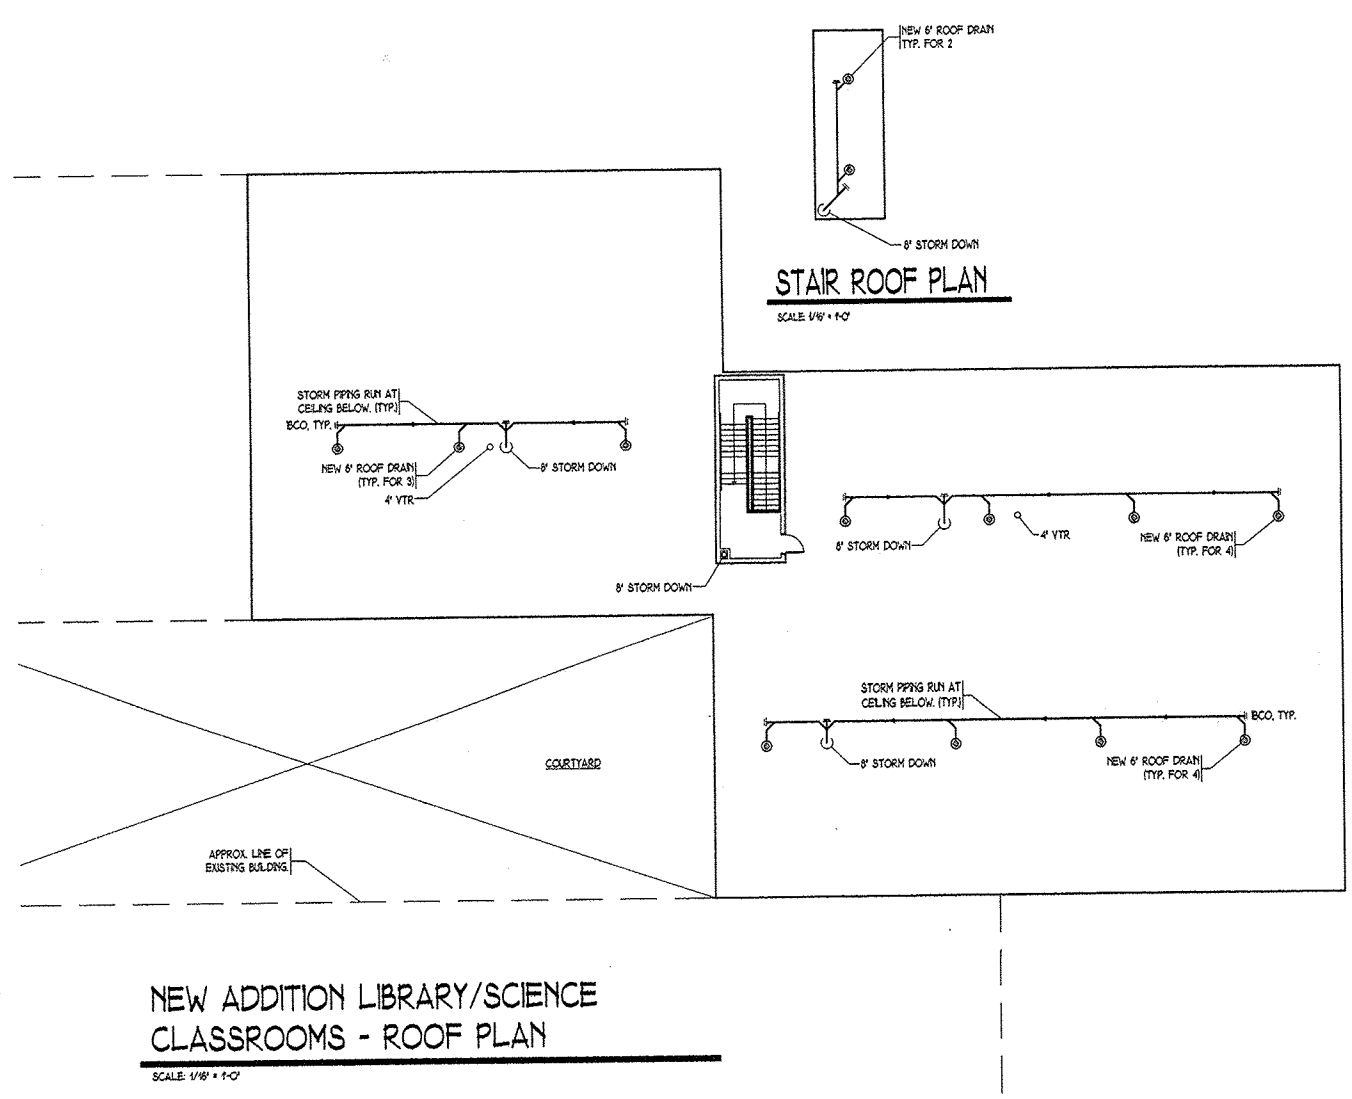 NEW 6" ROOF DRAIN
TYP. FOR 2
8" STORM DOWN
STAIR ROOF PLAN
SCALE: 1/16" = 1'-0"
STORM PIPING RUN AT
CEILING BELOW. (TYP.)
BCO, TYP.
NEW 6" ROOF DRAIN
(TYP. FOR 3)
4" VTR
8" STORM DOWN
8" STORM DOWN
8" STORM DOWN
4" VTR
NEW 6" ROOF DRAIN
(TYP. FOR 4)
STORM PIPING RUN AT
CEILING BELOW. (TYP.)
BCO, TYP.
8" STORM DOWN
NEW 6" ROOF DRAIN
(TYP. FOR 4)
COURTYARD
APPROX. LINE OF
EXISTING BUILDING.
NEW ADDITION LIBRARY/SCIENCE
CLASSROOMS - ROOF PLAN
SCALE: 1/16" = 1'-0"